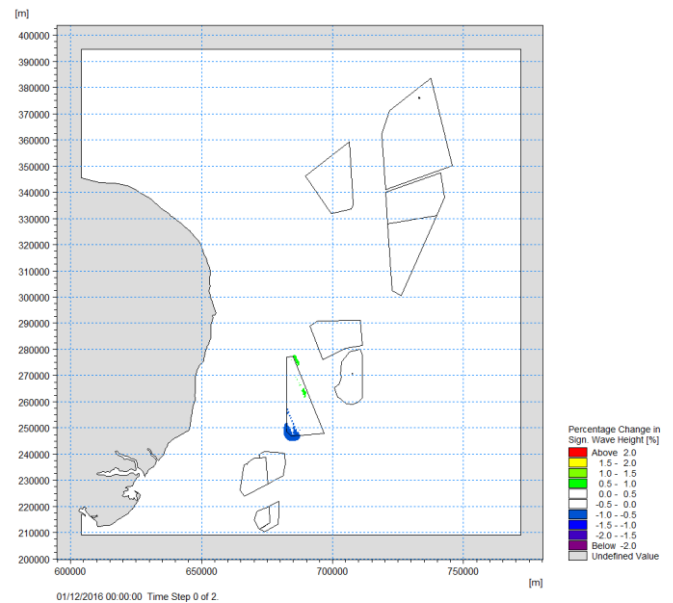 [m]
400000
390000
380000
370000
360000
350000
340000
330000
320000
310000
300000
290000
280000
270000
260000
250000
240000
230000
220000
210000
200000
600000 650000 700000 750000
[m]
01/12/2016 00:00:00 Time Step 0 of 2.
Percentage Change in
Sign. Wave Height [%]
Above 2.0
1.5 - 2.0
1.0 - 1.5
0.5 - 1.0
0.0 - 0.5
-0.5 - 0.0
-1.0 - -0.5
-1.5 - -1.0
-2.0 - -1.5
Below -2.0
Undefined Value